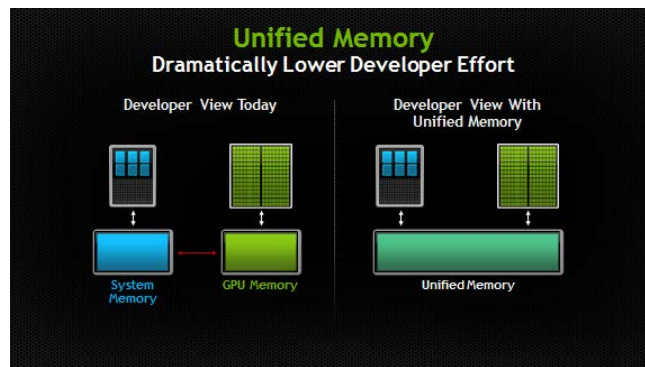 Unified Memory
Dramatically Lower Developer Effort
Developer View Today
Developer View With
Unified Memory
System
Memory
GPU Memory
Unified Memory